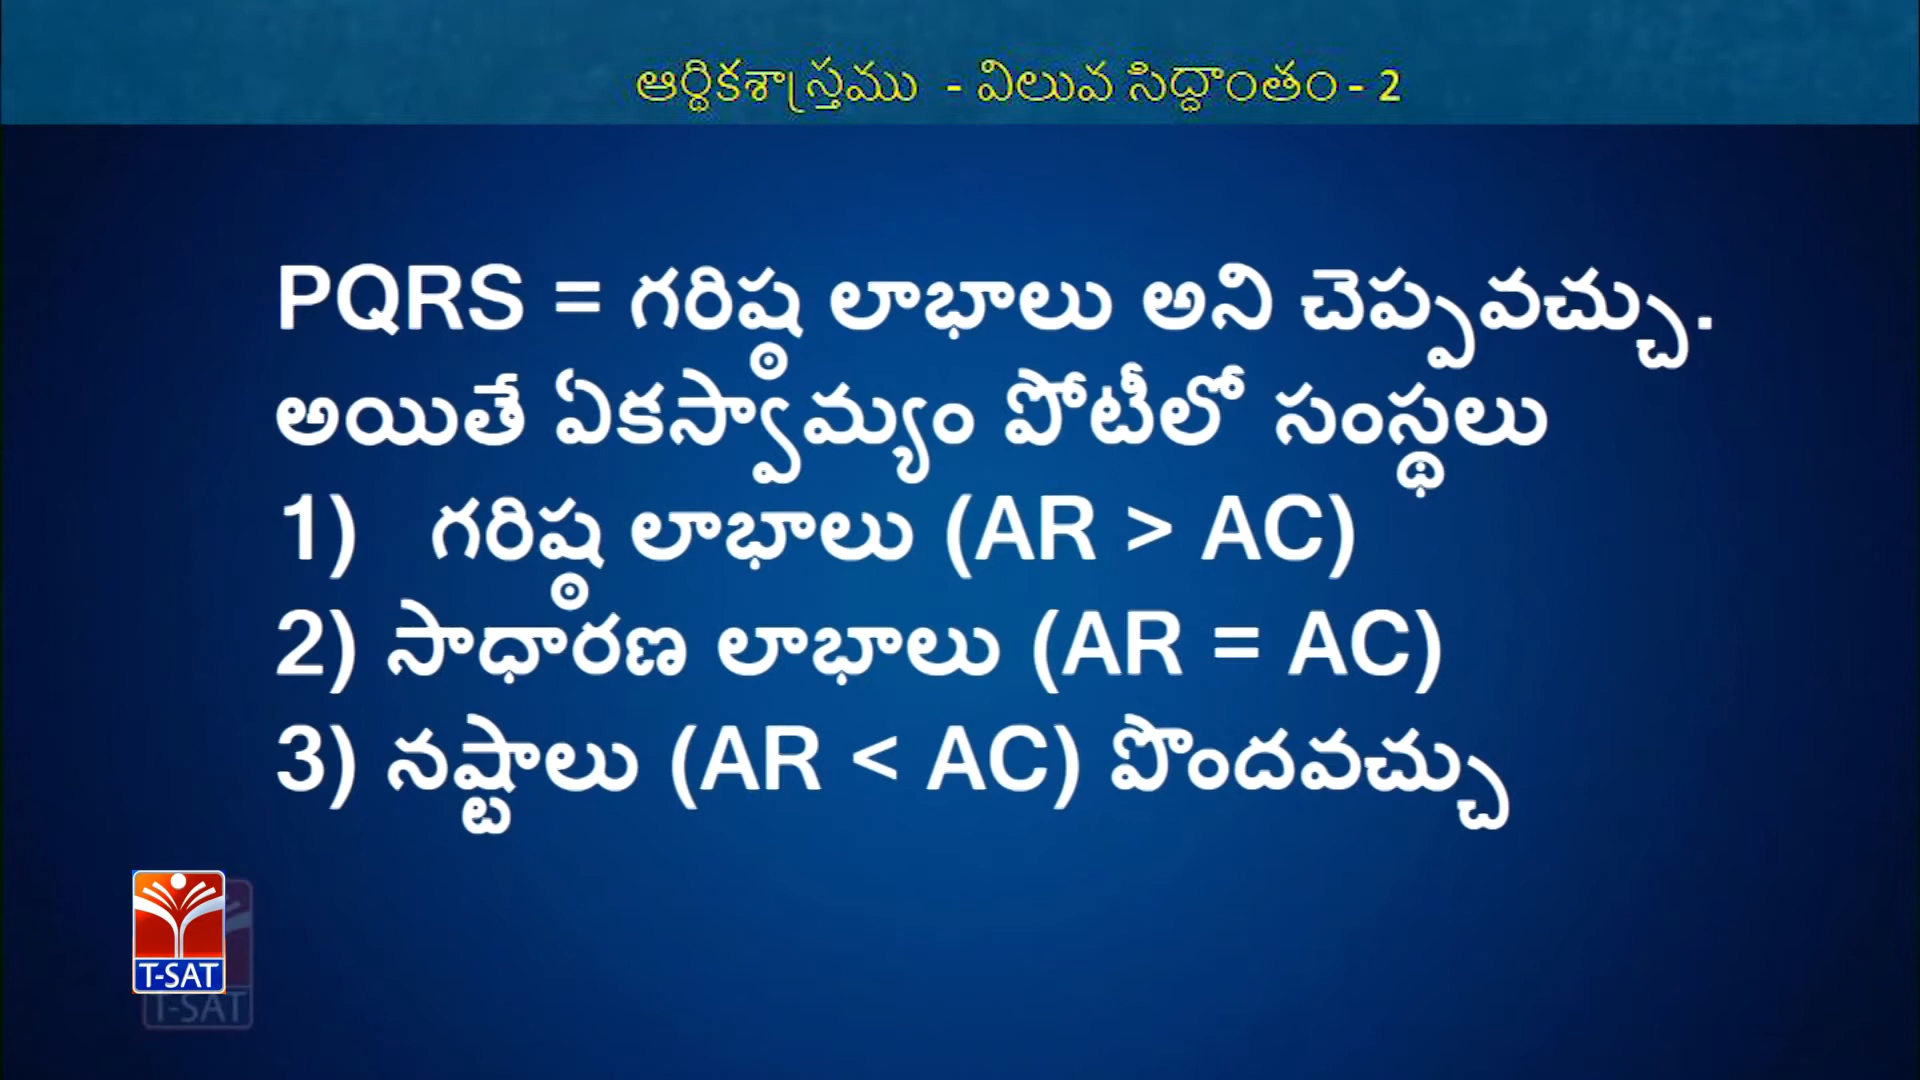 ఆర్థికశాస్త్రము - విలువ సిద్ధాంతం - 2
PQRS = గరిష్ఠ లాభాలు అని చెప్పవచ్చు.
అయితే ఏకస్వామ్యం పోటీలో సంస్థలు
1) గరిష్ఠ లాభాలు (AR > AC)
2) సాధారణ లాభాలు (AR = AC)
3) నష్టాలు (AR < AC) పొందవచ్చు
T-SAT
T-SAT